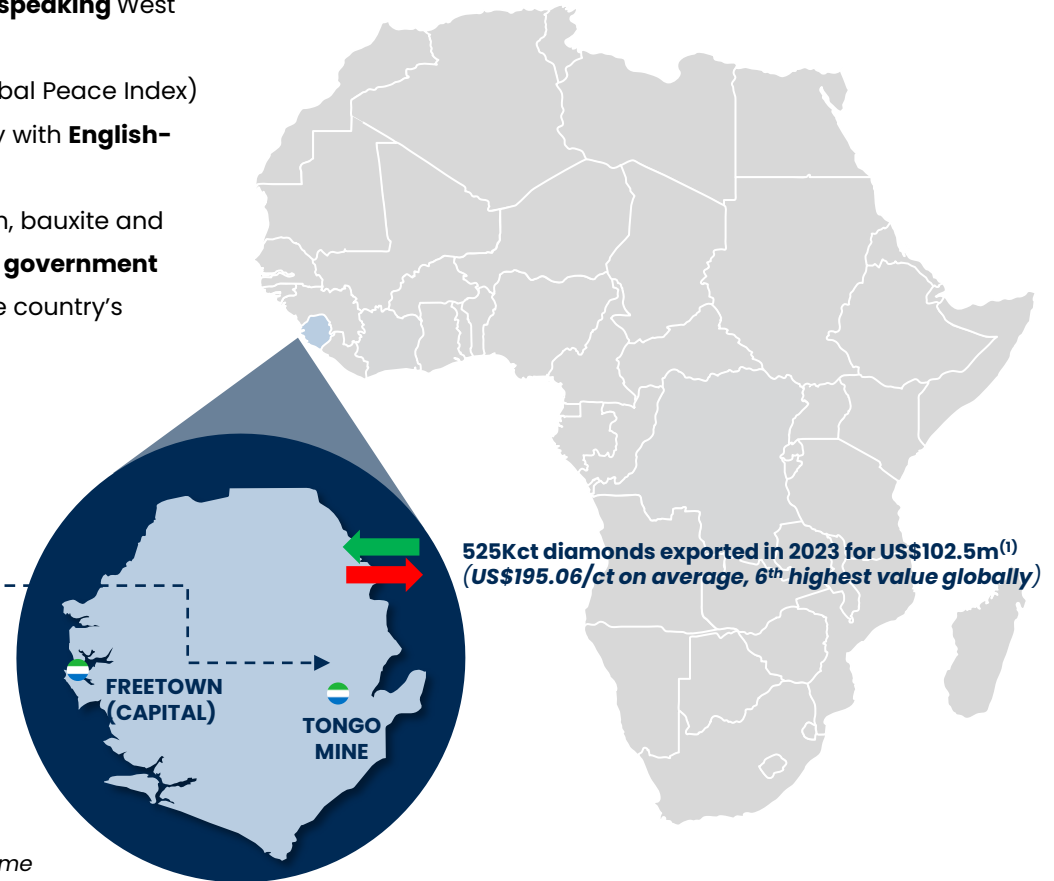 speaking West
bal Peace Index)
y with English-
n, bauxite and
government
e country's
525Kct diamonds exported in 2023 for US$102.5m(1)
(US$195.06/ct on average, 6th highest value globally)
FREETOWN
(CAPITAL)
TONGO
MINE
me